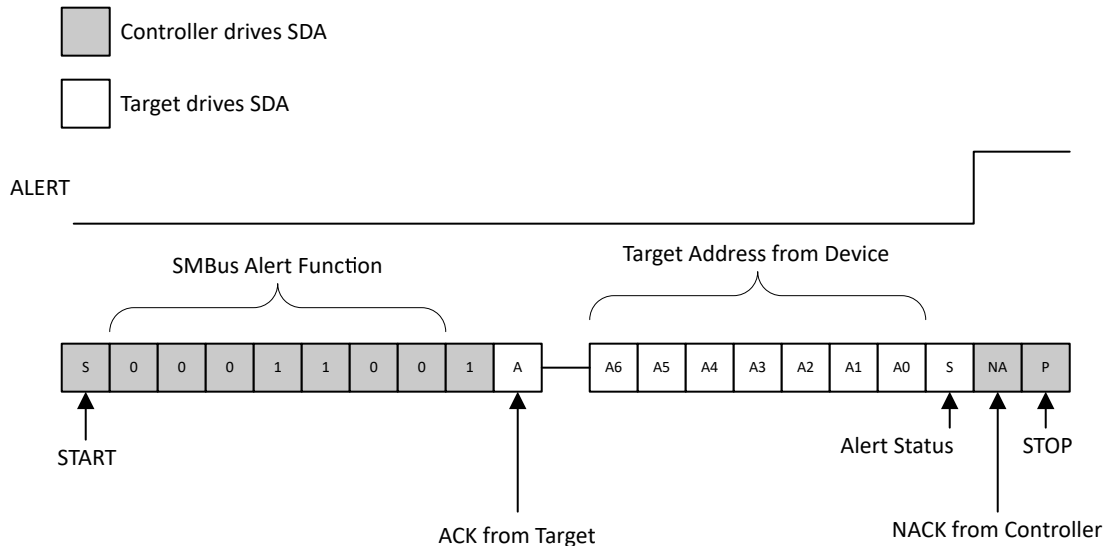 Controller drives SDA
Target drives SDA
ALERT
SMBus Alert Function
Target Address from Device
S 0 0 0 1 1 0 0 1 A A6 A5 A4 A3 A2 A1 A0 S NA P
START
Alert Status
STOP
ACK from Target
NACK from Controller